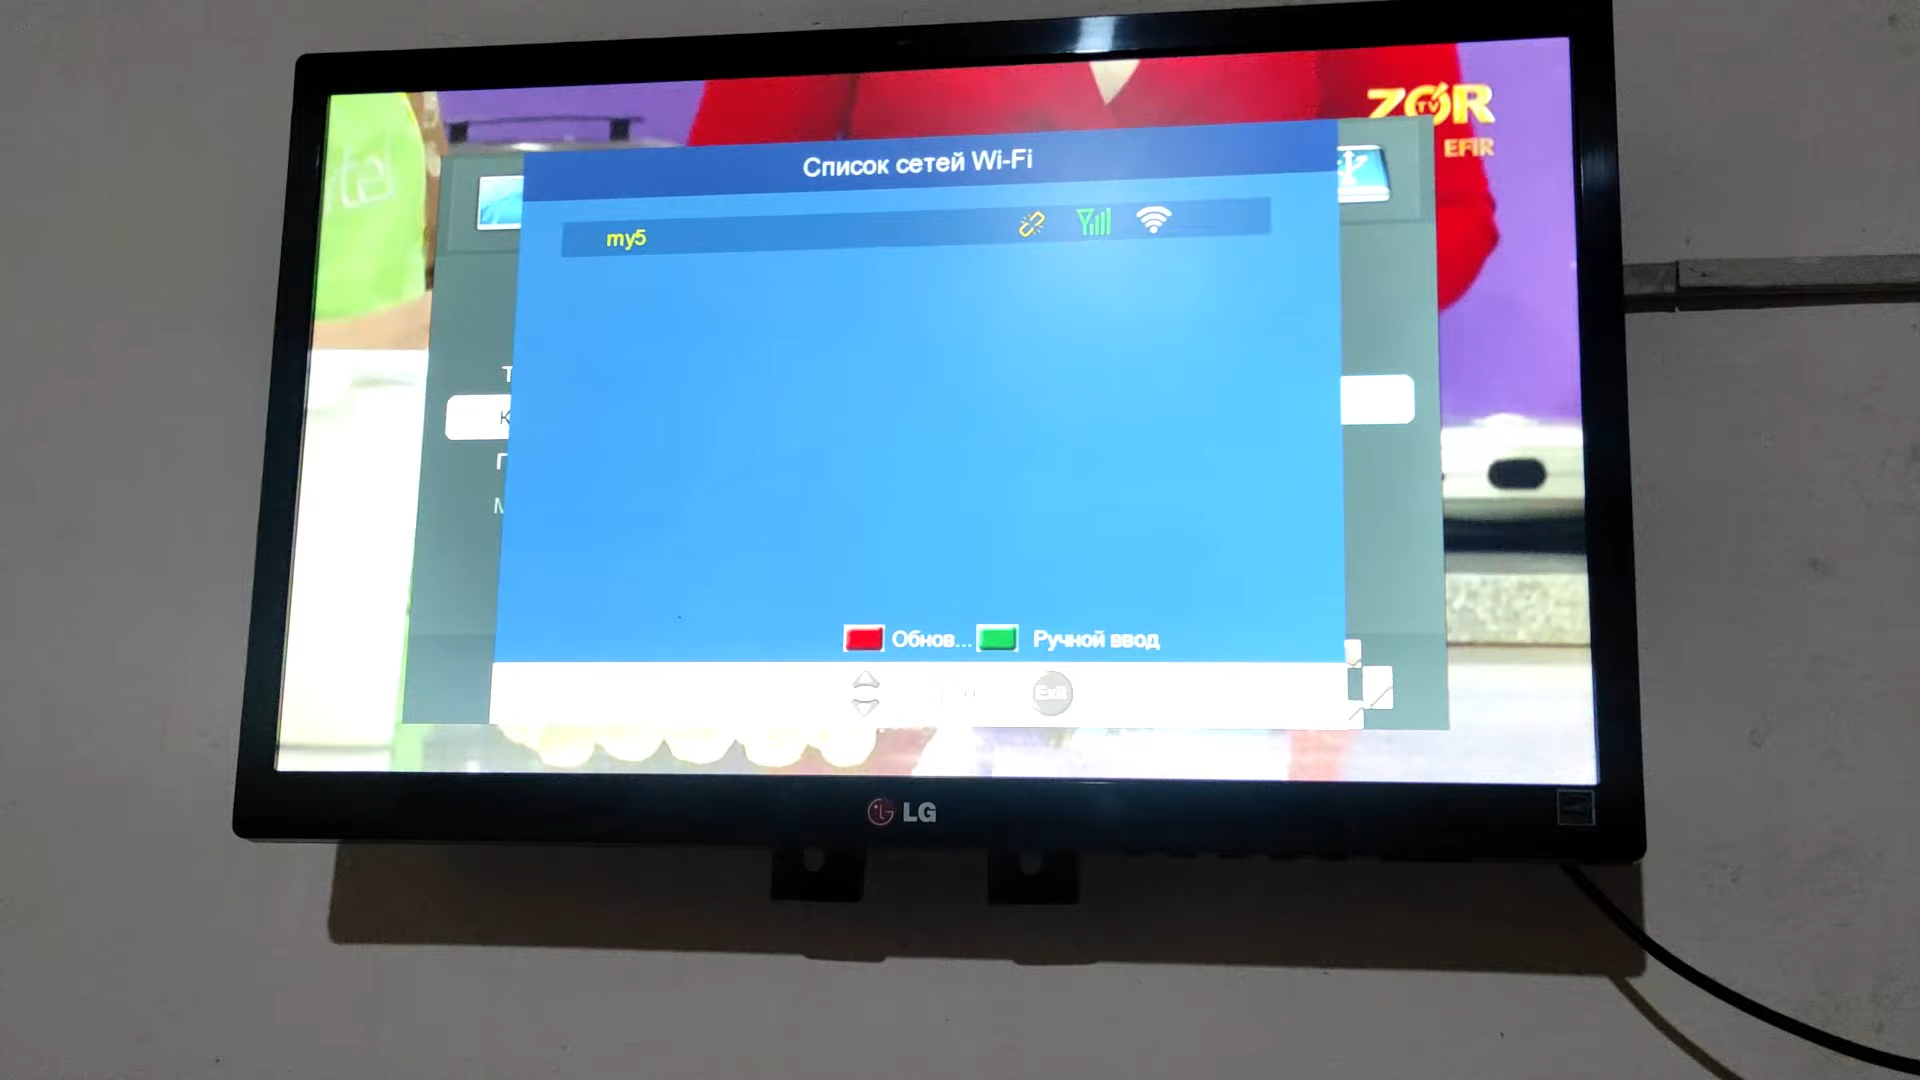 ZOR
TV
EFIR
Список сетей Wi-Fi
my5
Обнов...
Ручной ввод
Exit
LG